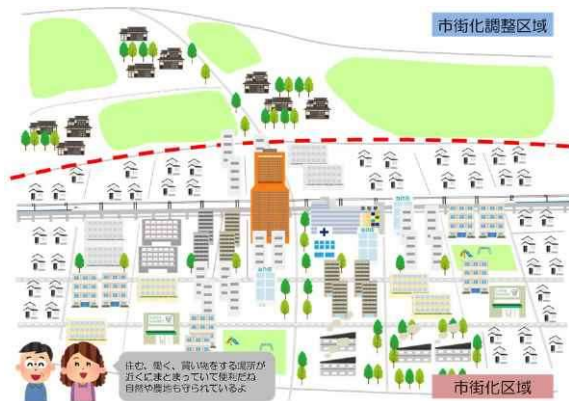 市街化調整区域
住む、働く、買い物をする場所が
近くにまとまっていて便利だね
自然や農地も守られているよ
市街化区域